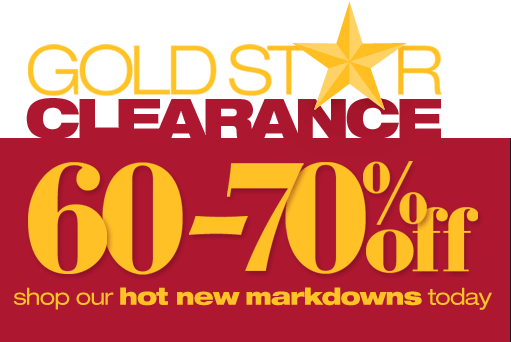 GOLD STAR
CLEARANCE
60-70% off
shop our hot new markdowns today